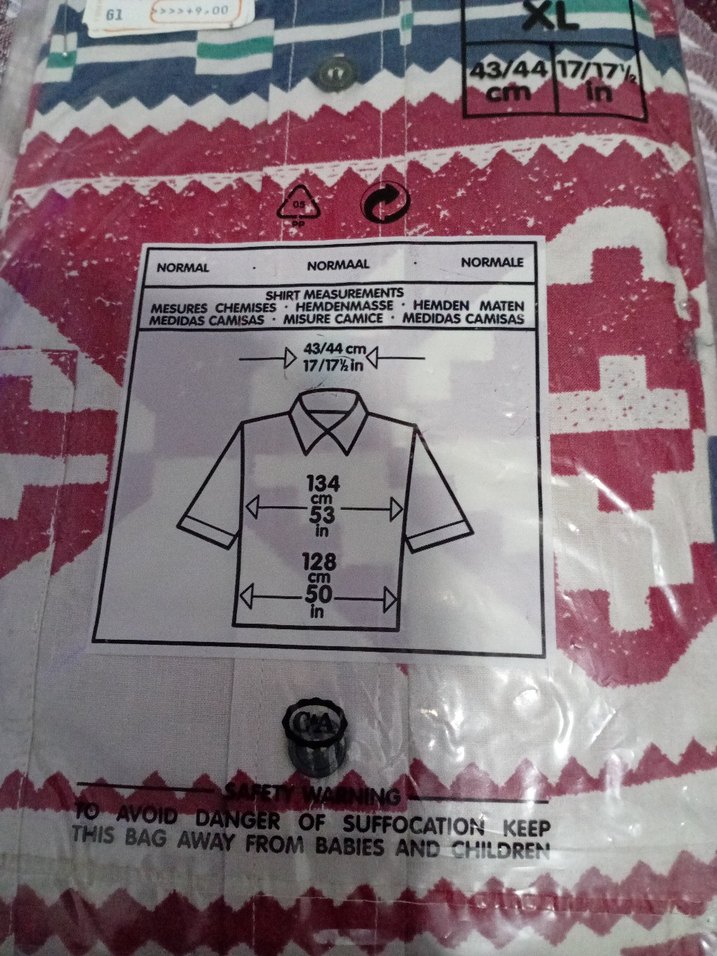 61 >>>>+9.00
XL
43/44 cm 17/17½ in
05
PP
NORMAL · NORMAAL · NORMALE
SHIRT MEASUREMENTS
MESURES CHEMISES · HEMDENMASSE · HEMDEN MATEN
MEDIDAS CAMISAS · MISURE CAMICE · MEDIDAS CAMISAS
43/44 cm
17/17½ in
134
cm
53
in
128
cm
50
in
C&A
SAFETY WARNING
TO AVOID DANGER OF SUFFOCATION KEEP
THIS BAG AWAY FROM BABIES AND CHILDREN